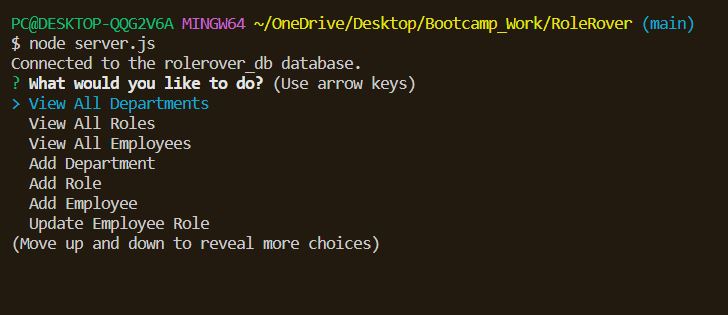 PC@DESKTOP-QQG2V6A MINGW64 ~/OneDrive/Desktop/Bootcamp_Work/RoleRover (main)
$ node server.js
Connected to the rolerover_db database.
? What would you like to do? (Use arrow keys)
> View All Departments
View All Roles
View All Employees
Add Department
Add Role
Add Employee
Update Employee Role
(Move up and down to reveal more choices)